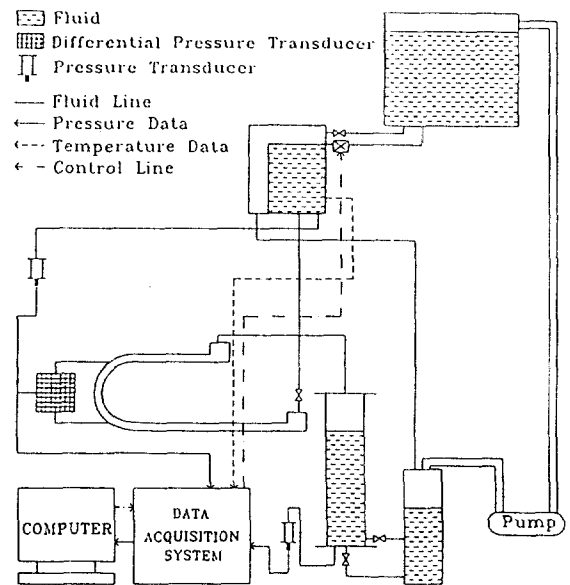 Fluid
Differential Pressure Transducer
Pressure Transducer
Fluid Line
Pressure Data
Temperature Data
Control Line
COMPUTER
DATA
ACQUISITION
SYSTEM
Pump